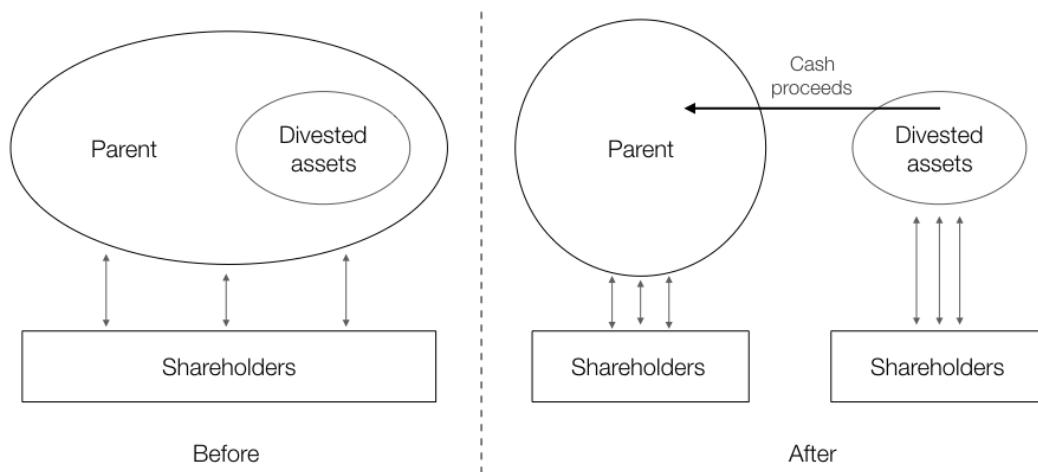 Parent
Divested
assets
Shareholders
Before
Cash
proceeds
Parent
Divested
assets
Shareholders
Shareholders
After